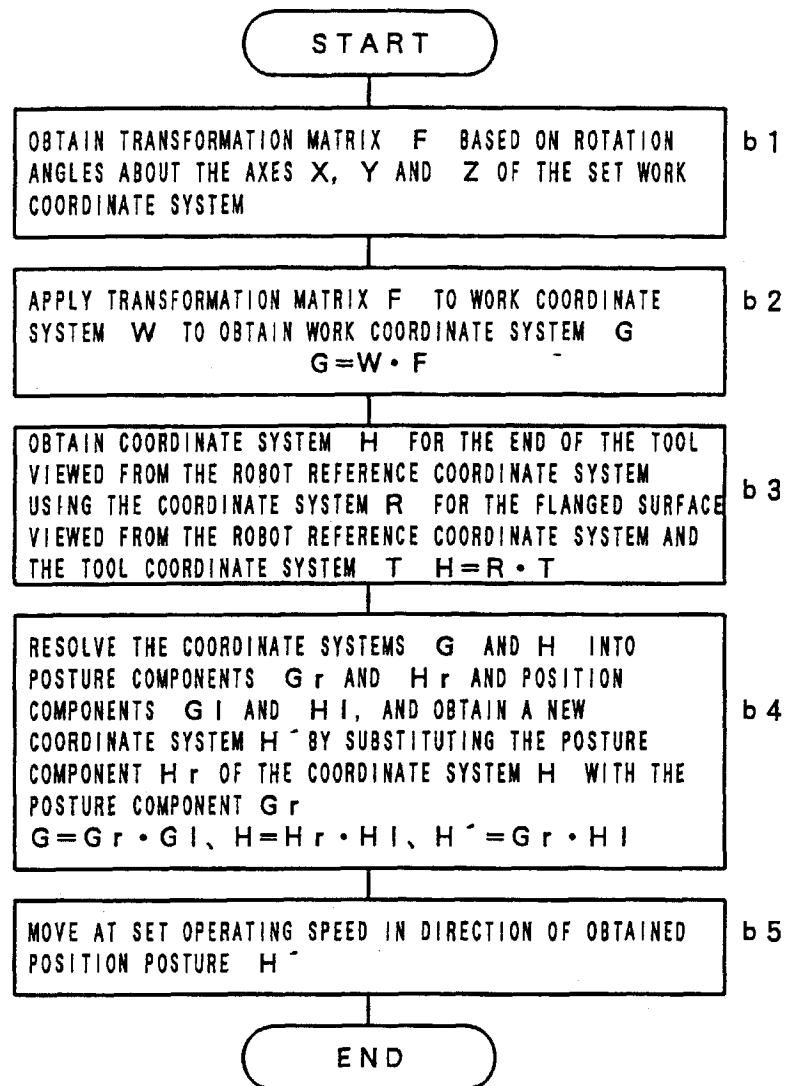 START
OBTAIN TRANSFORMATION MATRIX F BASED ON ROTATION
ANGLES ABOUT THE AXES X, Y AND Z OF THE SET WORK
COORDINATE SYSTEM
b1
APPLY TRANSFORMATION MATRIX F TO WORK COORDINATE
SYSTEM W TO OBTAIN WORK COORDINATE SYSTEM G
G=W・F
b2
OBTAIN COORDINATE SYSTEM H FOR THE END OF THE TOOL
VIEWED FROM THE ROBOT REFERENCE COORDINATE SYSTEM
USING THE COORDINATE SYSTEM R FOR THE FLANGED SURFACE
VIEWED FROM THE ROBOT REFERENCE COORDINATE SYSTEM AND
THE TOOL COORDINATE SYSTEM T H=R・T
b3
RESOLVE THE COORDINATE SYSTEMS G AND H INTO
POSTURE COMPONENTS Gr AND Hr AND POSITION
COMPONENTS Gl AND Hl, AND OBTAIN A NEW
COORDINATE SYSTEM H´ BY SUBSTITUTING THE POSTURE
COMPONENT Hr OF THE COORDINATE SYSTEM H WITH THE
POSTURE COMPONENT Gr
G=Gr・Gl、H=Hr・Hl、H´=Gr・Hl
b4
MOVE AT SET OPERATING SPEED IN DIRECTION OF OBTAINED
POSITION POSTURE H´
b5
END